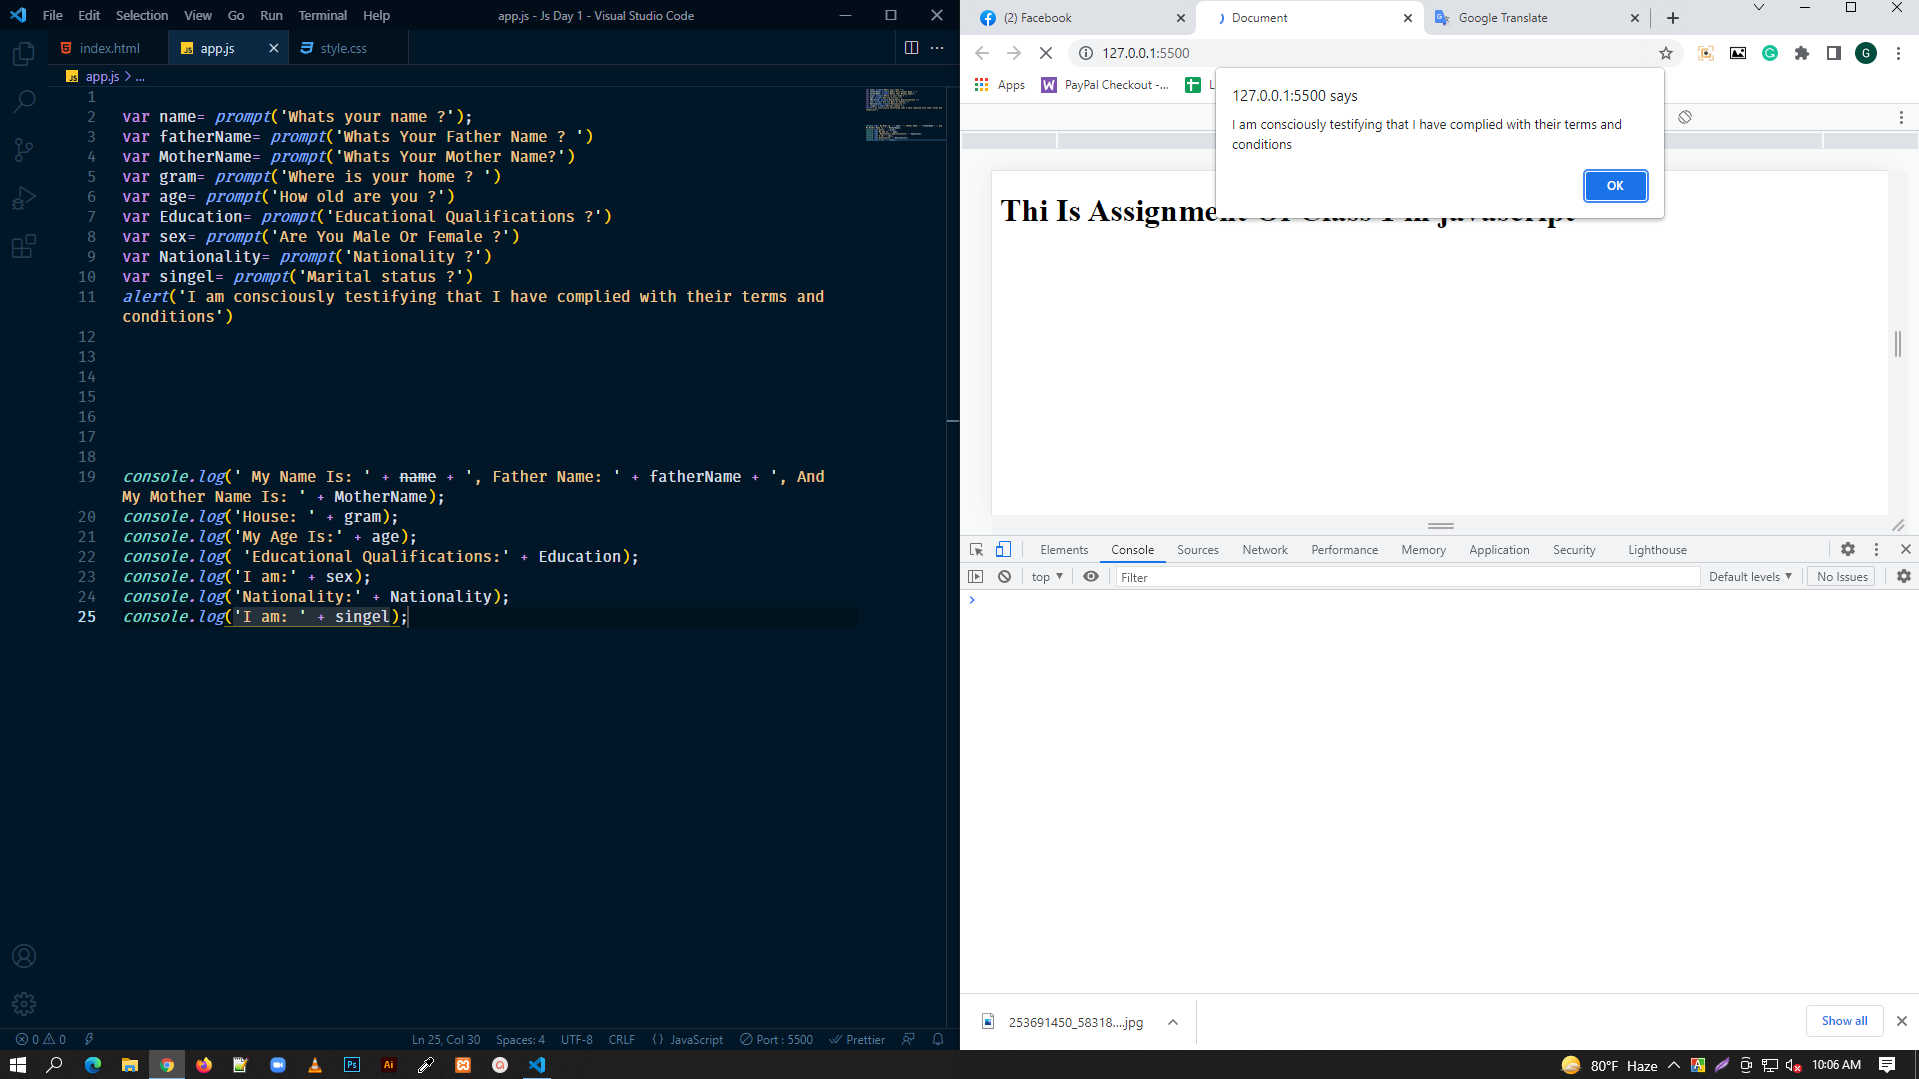 File Edit Selection View Go Run Terminal Help
app.js - Js Day 1 - Visual Studio Code
index.html
JS app.js
style.css
JS app.js > ...
1
2 var name= prompt('Whats your name ?');
3 var fatherName= prompt('Whats Your Father Name ? ')
4 var MotherName= prompt('Whats Your Mother Name?')
5 var gram= prompt('Where is your home ? ')
6 var age= prompt('How old are you ?')
7 var Education= prompt('Educational Qualifications ?')
8 var sex= prompt('Are You Male Or Female ?')
9 var Nationality= prompt('Nationality ?')
10 var singel= prompt('Marital status ?')
11 alert('I am consciously testifying that I have complied with their terms and
conditions')
12
13
14
15
16
17
18
19 console.log(' My Name Is: ' + name + ', Father Name: ' + fatherName + ', And
My Mother Name Is: ' + MotherName);
20 console.log('House: ' + gram);
21 console.log('My Age Is:' + age);
22 console.log( 'Educational Qualifications:' + Education);
23 console.log('I am:' + sex);
24 console.log('Nationality:' + Nationality);
25 console.log('I am: ' + singel);
0 0
Ln 25, Col 30 Spaces: 4 UTF-8 CRLF {} JavaScript Port : 5500 Prettier
(2) Facebook
Document
Google Translate
127.0.0.1:5500
G
Apps
PayPal Checkout -...
L
127.0.0.1:5500 says
I am consciously testifying that I have complied with their terms and
conditions
OK
Thi Is Assignment Of Class 1 in javascript
Elements Console Sources Network Performance Memory Application Security Lighthouse
top
Filter
Default levels
No Issues
253691450_58318....jpg
Show all
Ps
Ai
80°F Haze
10:06 AM